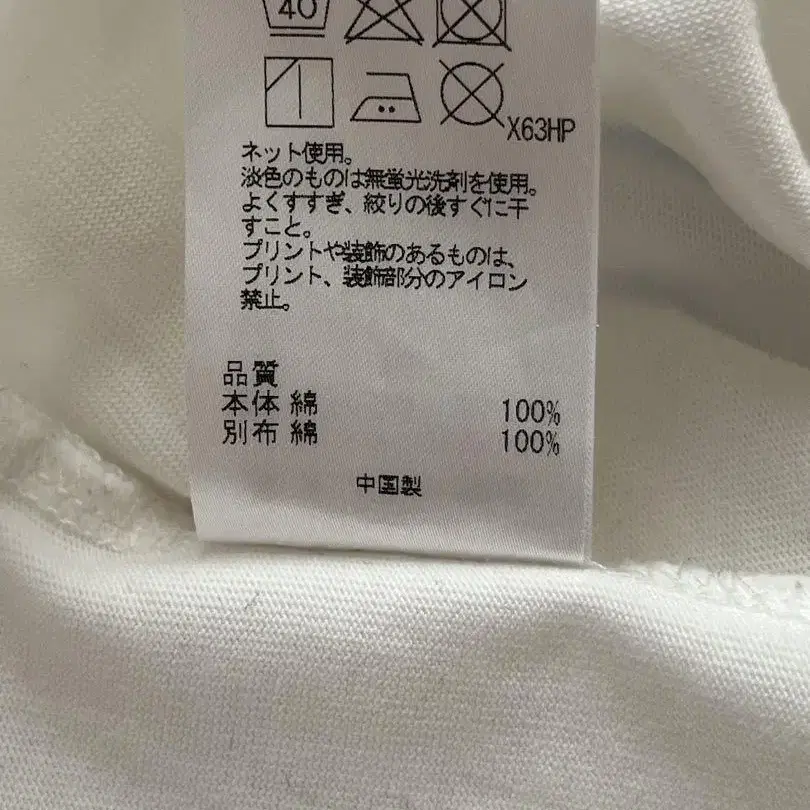 40
X63HP
ネット使用。
淡色のものは無蛍光洗剤を使用。
よくすすぎ、絞りの後すぐに干
すこと。
プリントや装飾のあるものは、
プリント、装飾部分のアイロン
禁止。
品質
本体 綿 100%
別布 綿 100%
中国製